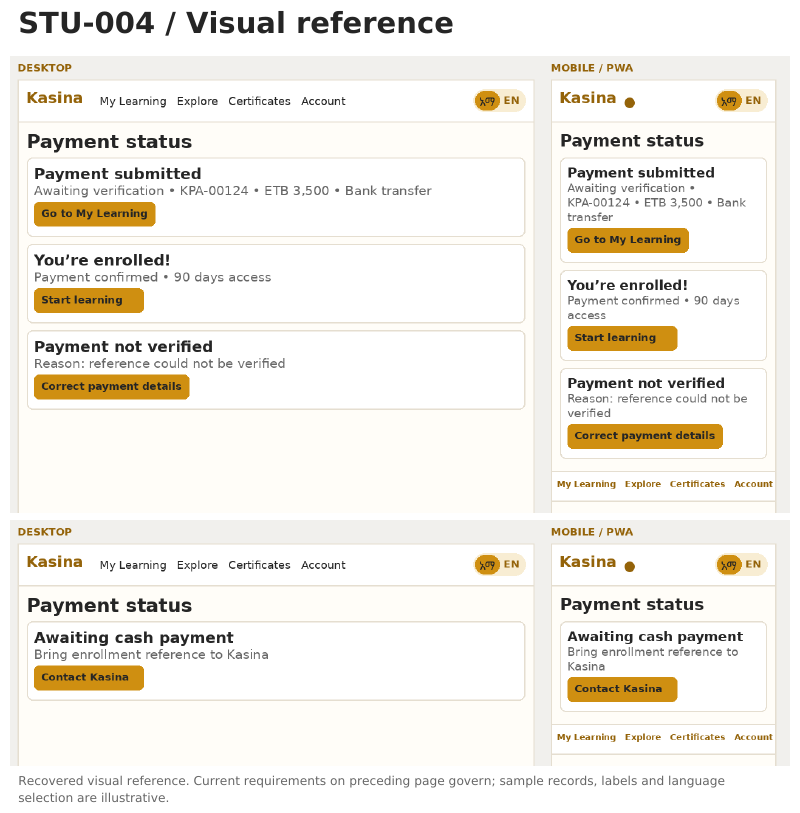 STU-004 / Visual reference
DESKTOP
Kasina
My Learning Explore Certificates Account
EN
Payment status
Payment submitted
Awaiting verification • KPA-00124 • ETB 3,500 • Bank transfer
Go to My Learning
You’re enrolled!
Payment confirmed • 90 days access
Start learning
Payment not verified
Reason: reference could not be verified
Correct payment details
MOBILE / PWA
Kasina
EN
Payment status
Payment submitted
Awaiting verification •
KPA-00124 • ETB 3,500 • Bank
transfer
Go to My Learning
You’re enrolled!
Payment confirmed • 90 days
access
Start learning
Payment not verified
Reason: reference could not be
verified
Correct payment details
My Learning Explore Certificates Account
DESKTOP
Kasina
My Learning Explore Certificates Account
EN
Payment status
Awaiting cash payment
Bring enrollment reference to Kasina
Contact Kasina
MOBILE / PWA
Kasina
EN
Payment status
Awaiting cash payment
Bring enrollment reference to
Kasina
Contact Kasina
My Learning Explore Certificates Account
Recovered visual reference. Current requirements on preceding page govern; sample records, labels and language
selection are illustrative.